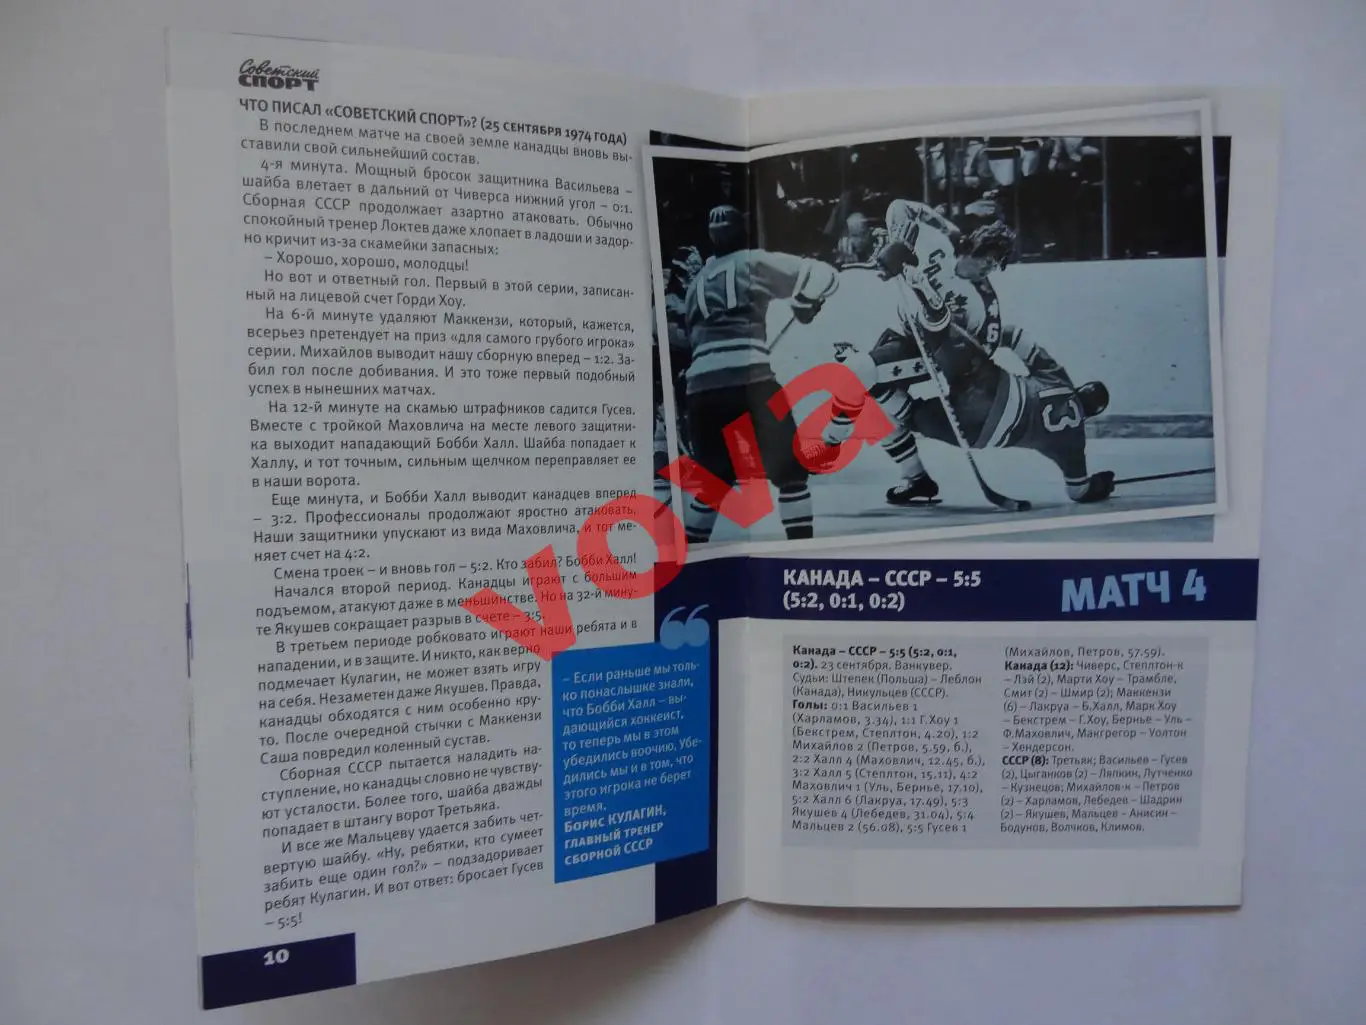 Советский
СПОРТ
ЧТО ПИСАЛ «СОВЕТСКИЙ СПОРТ»? (25 СЕНТЯБРЯ 1974 ГОДА)
В последнем матче на своей земле канадцы вновь вы-
ставили свой сильнейший состав.
4-я минута. Мощный бросок защитника Васильева –
шайба влетает в дальний от Чиверса нижний угол – 0:1.
Сборная СССР продолжает азартно атаковать. Обычно
спокойный тренер Локтев даже хлопает в ладоши и задор-
но кричит из-за скамейки запасных:
– Хорошо, хорошо, молодцы!
Но вот и ответный гол. Первый в этой серии, записан-
ный на лицевой счет Горди Хоу.
На 6-й минуте удаляют Маккензи, который, кажется,
всерьез претендует на приз «для самого грубого игрока»
серии. Михайлов выводит нашу сборную вперед – 1:2. За-
бил гол после добивания. И это тоже первый подобный
успех в нынешних матчах.
На 12-й минуте на скамью штрафников садится Гусев.
Вместе с тройкой Маховлича на месте левого защитни-
ка выходит нападающий Бобби Халл. Шайба попадает к
Халлу, и тот точным, сильным щелчком переправляет ее
в наши ворота.
Еще минута, и Бобби Халл выводит канадцев вперед
– 3:2. Профессионалы продолжают яростно атаковать.
Наши защитники упускают из вида Маховлича, и тот ме-
няет счет на 4:2.
Смена троек – и вновь гол – 5:2. Кто забил? Бобби Халл!
Начался второй период. Канадцы играют с большим
подъемом, атакуют даже в меньшинстве. Но на 32-й мину-
те Якушев сокращает разрыв в счете – 3:5.
В третьем периоде робковато играют наши ребята и в
нападении, и в защите. И никто, как верно
подмечает Кулагин, не может взять игру
на себя. Незаметен даже Якушев. Правда,
канадцы обходятся с ним особенно кру-
то. После очередной стычки с Маккензи
Саша повредил коленный сустав.
Сборная СССР пытается наладить на-
ступление, но канадцы словно не чувству-
ют усталости. Более того, шайба дважды
попадает в штангу ворот Третьяка.
И все же Мальцеву удается забить чет-
вертую шайбу. «Ну, ребятки, кто сумеет
забить еще один гол?» – подзадоривает
ребят Кулагин. И вот ответ: бросает Гусев
– 5:5!
10
– Если раньше мы толь-
ко понаслышке знали,
что Бобби Халл – вы-
дающийся хоккеист,
то теперь мы в этом
убедились воочию, Убе-
дились мы и в том, что
этого игрока не берет
время.
БОРИС КУЛАГИН,
ГЛАВНЫЙ ТРЕНЕР
СБОРНОЙ СССР
17
CANA
6
13
КАНАДА – СССР – 5:5
(5:2, 0:1, 0:2)
МАТЧ 4
Канада – СССР – 5:5 (5:2, 0:1,
0:2). 23 сентября. Ванкувер.
Судьи: Штепек (Польша) – Леблон
(Канада), Никульцев (СССР).
Голы: 0:1 Васильев 1
(Харламов, 3.34), 1:1 Г.Хоу 1
(Бекстрем, Степлтон, 4.20), 1:2
Михайлов 2 (Петров, 5.59, б.),
2:2 Халл 4 (Маховлич, 12.45, б.),
3:2 Халл 5 (Степлтон, 15.11), 4:2
Маховлич 1 (Уль, Бернье, 17.10),
5:2 Халл 6 (Лакруа, 17.49), 5:3
Якушев 4 (Лебедев, 31.04), 5:4
Мальцев 2 (56.08), 5:5 Гусев 1
(Михайлов, Петров, 57.59).
Канада (12): Чиверс, Степлтон-к
– Лэй (2), Марти Хоу – Трамбле,
Смит (2) – Шмир (2); Маккензи
(6) – Лакруа – Б.Халл, Марк Хоу
– Бекстрем – Г.Хоу, Бернье – Уль –
Ф.Маховлич, Макгрегор – Уолтон
– Хендерсон.
СССР (8): Третьяк; Васильев – Гусев
(2), Цыганков (2) – Ляпкин, Лутченко
– Кузнецов; Михайлов-к – Петров
(2) – Харламов, Лебедев – Шадрин
(2) – Якушев, Мальцев – Анисин –
Бодунов, Волчков, Климов.
vova